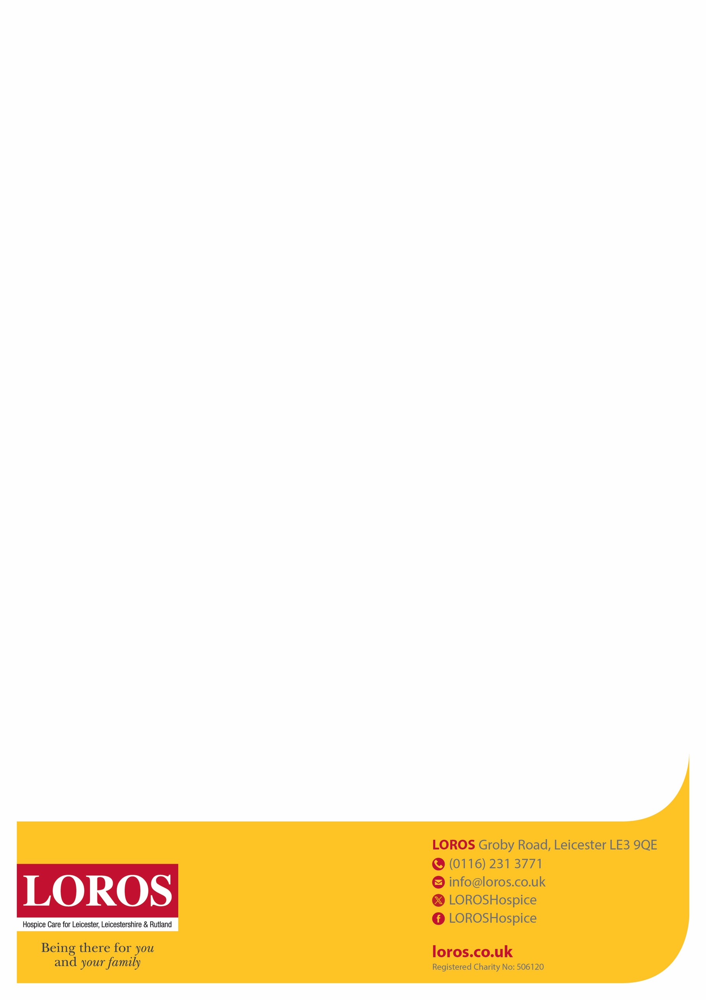 LOROS
Hospice Care for Leicester, Leicestershire & Rutland
Being there for you
and your family
LOROS Groby Road, Leicester LE3 9QE
(0116) 231 3771
info@loros.co.uk
LOROSHospice
LOROSHospice
loros.co.uk
Registered Charity No: 506120